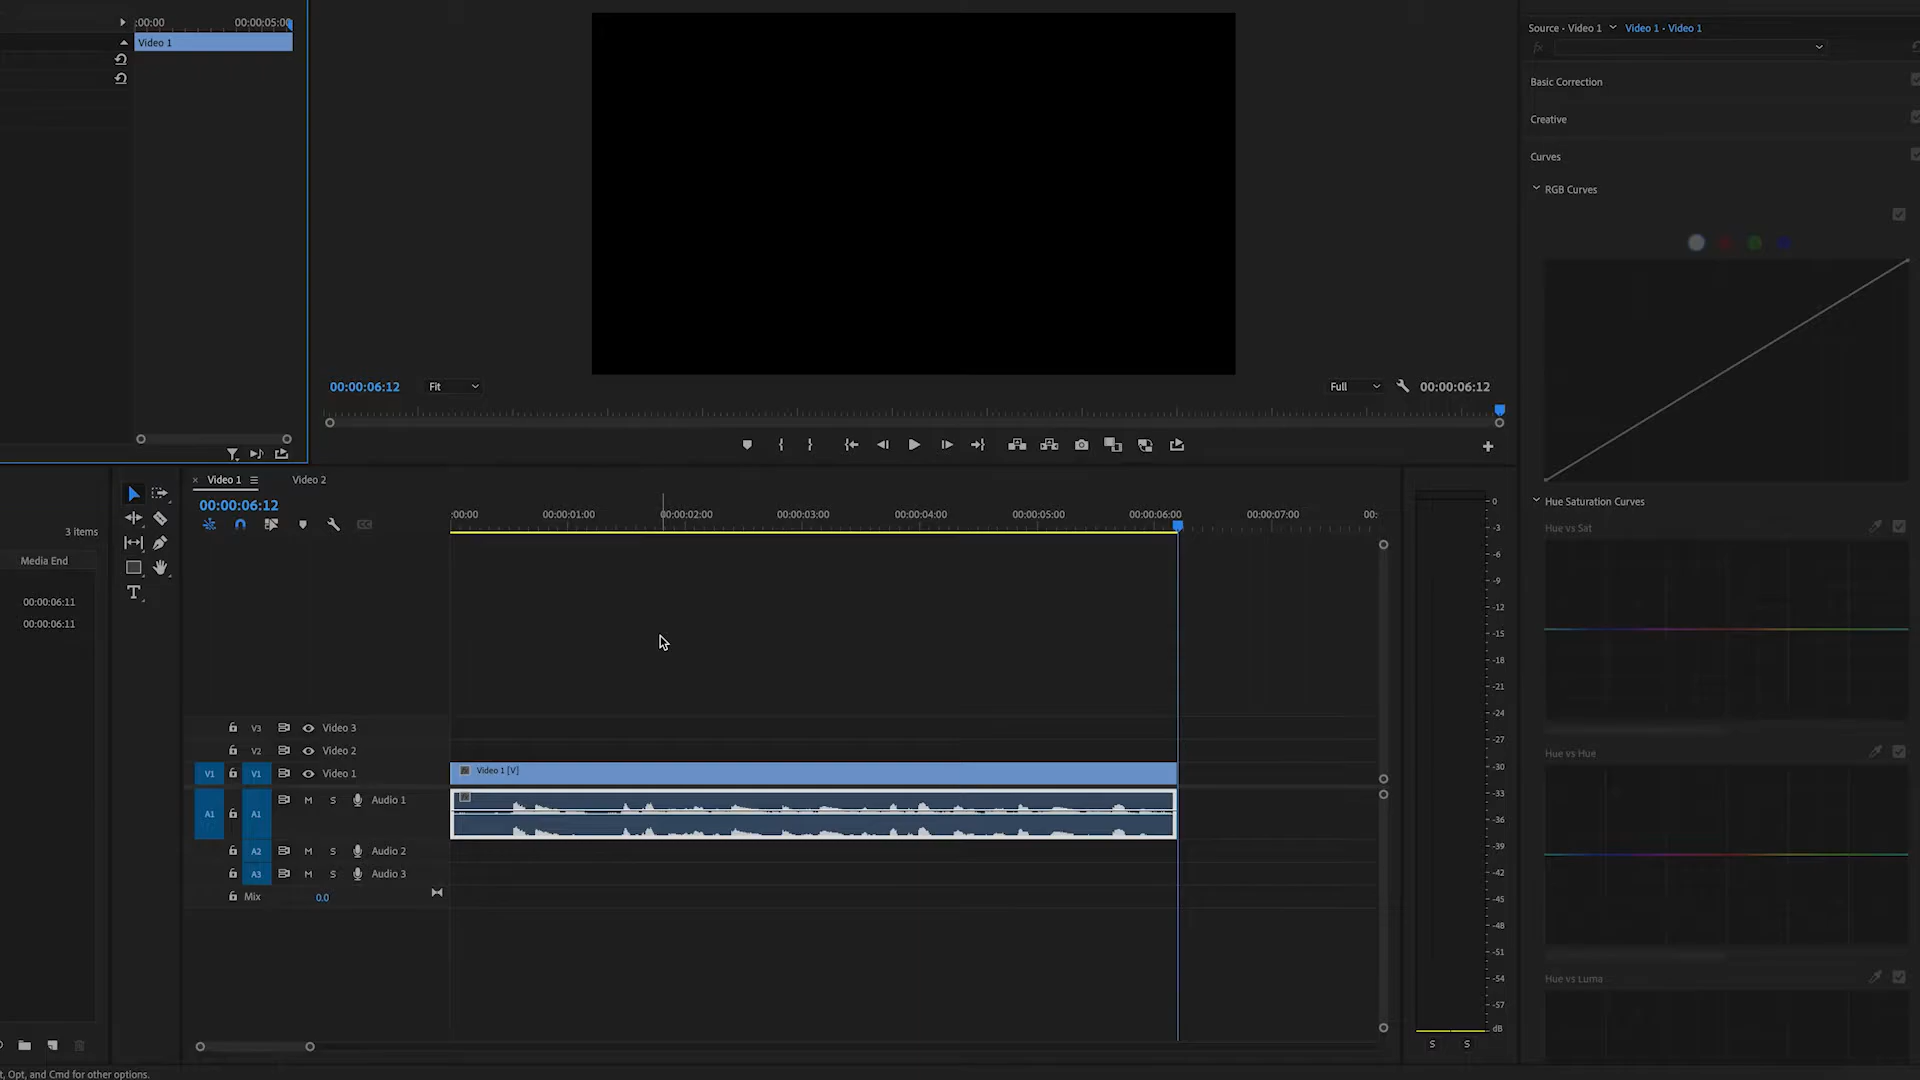 :00:00
00:00:05:00
Video 1
Source - Video 1
Video 1 - Video 1
fx
Basic Correction
Creative
Curves
RGB Curves
00:00:06:12
Fit
Full
00:00:06:12
Hue Saturation Curves
Hue vs Sat
Hue vs Hue
Hue vs Luma
3 items
Media End
00:00:06:11
00:00:06:11
T
× Video 1
Video 2
00:00:06:12
:00:00
00:00:01:00
00:00:02:00
00:00:03:00
00:00:04:00
00:00:05:00
00:00:06:00
00:00:07:00
00:
V3 Video 3
V2 Video 2
V1 V1 Video 1
Video 1 [V]
A1 A1 M S Audio 1
A2 M S Audio 2
A3 M S Audio 3
Mix 0.0
0
-3
-6
-9
-12
-15
-18
-21
-24
-27
-30
-33
-36
-39
-42
-45
-48
-51
-54
-57
dB
S S
t, Opt, and Cmd for other options.